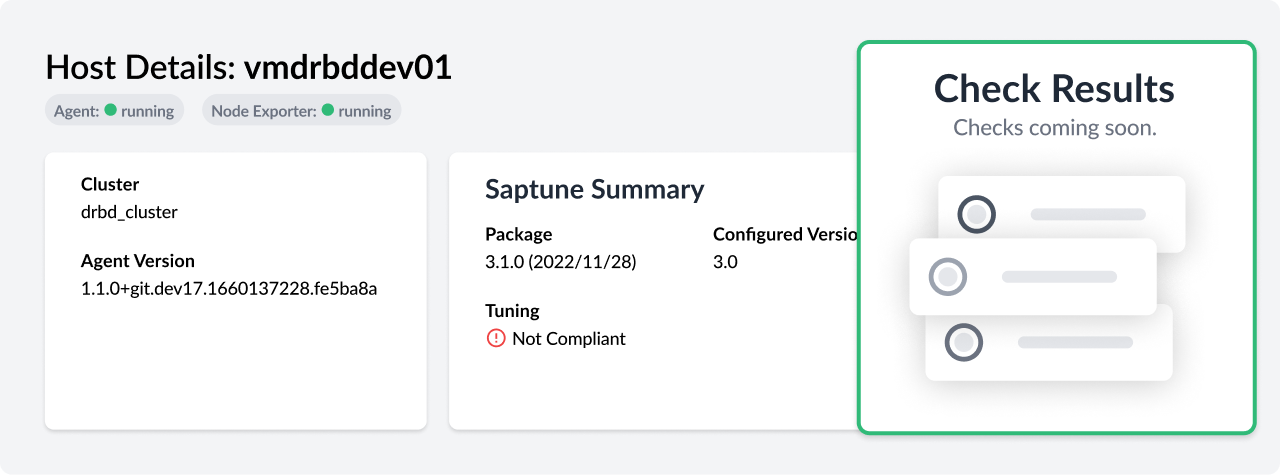 Host Details: vmdrbddev01
Agent: running
Node Exporter: running
Cluster
drbd_cluster
Agent Version
1.1.0+git.dev17.1660137228.fe5ba8a
Saptune Summary
Package
3.1.0 (2022/11/28)
Configured Versio
3.0
Tuning
Not Compliant
Check Results
Checks coming soon.